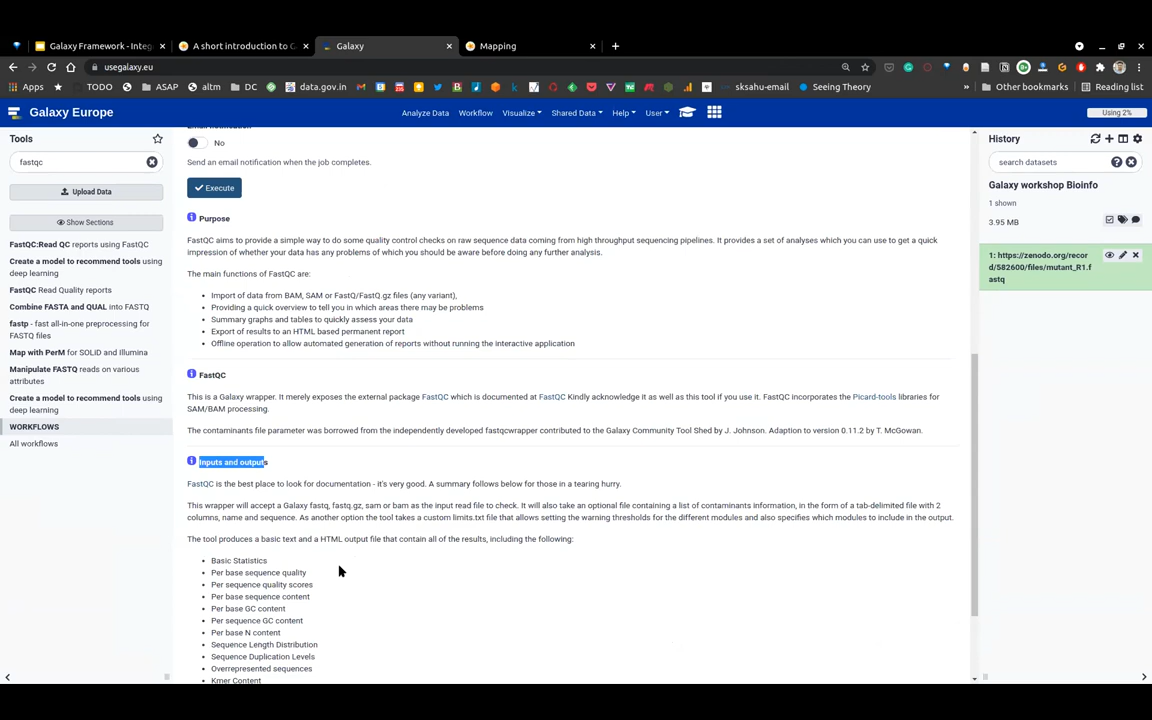 Galaxy Framework - Integ
A short introduction to G
Galaxy
Mapping
usegalaxy.eu
Apps
TODO
ASAP
altm
DC
data.gov.in
sksahu-email
Seeing Theory
Other bookmarks
Reading list
Galaxy Europe
Analyze Data
Workflow
Visualize
Shared Data
Help
User
Using 2%
Tools
fastqc
Upload Data
Show Sections
FastQC:Read QC reports using FastQC
Create a model to recommend tools using
deep learning
FastQC Read Quality reports
Combine FASTA and QUAL into FASTQ
fastp - fast all-in-one preprocessing for
FASTQ files
Map with PerM for SOLiD and Illumina
Manipulate FASTQ reads on various
attributes
Create a model to recommend tools using
deep learning
WORKFLOWS
All workflows
Email notification
No
Send an email notification when the job completes.
Execute
Purpose
FastQC aims to provide a simple way to do some quality control checks on raw sequence data coming from high throughput sequencing pipelines. It provides a set of analyses which you can use to get a quick
impression of whether your data has any problems of which you should be aware before doing any further analysis.
The main functions of FastQC are:
Import of data from BAM, SAM or FastQ/FastQ.gz files (any variant),
Providing a quick overview to tell you in which areas there may be problems
Summary graphs and tables to quickly assess your data
Export of results to an HTML based permanent report
Offline operation to allow automated generation of reports without running the interactive application
FastQC
This is a Galaxy wrapper. It merely exposes the external package FastQC which is documented at FastQC Kindly acknowledge it as well as this tool if you use it. FastQC incorporates the Picard-tools libraries for
SAM/BAM processing.
The contaminants file parameter was borrowed from the independently developed fastqcwrapper contributed to the Galaxy Community Tool Shed by J. Johnson. Adaption to version 0.11.2 by T. McGowan.
Inputs and outputs
FastQC is the best place to look for documentation - it's very good. A summary follows below for those in a tearing hurry.
This wrapper will accept a Galaxy fastq, fastq.gz, sam or bam as the input read file to check. It will also take an optional file containing a list of contaminants information, in the form of a tab-delimited file with 2
columns, name and sequence. As another option the tool takes a custom limits.txt file that allows setting the warning thresholds for the different modules and also specifies which modules to include in the output.
The tool produces a basic text and a HTML output file that contain all of the results, including the following:
Basic Statistics
Per base sequence quality
Per sequence quality scores
Per base sequence content
Per base GC content
Per sequence GC content
Per base N content
Sequence Length Distribution
Sequence Duplication Levels
Overrepresented sequences
Kmer Content
History
search datasets
Galaxy workshop Bioinfo
1 shown
3.95 MB
1: https://zenodo.org/recor
d/582600/files/mutant_R1.f
astq